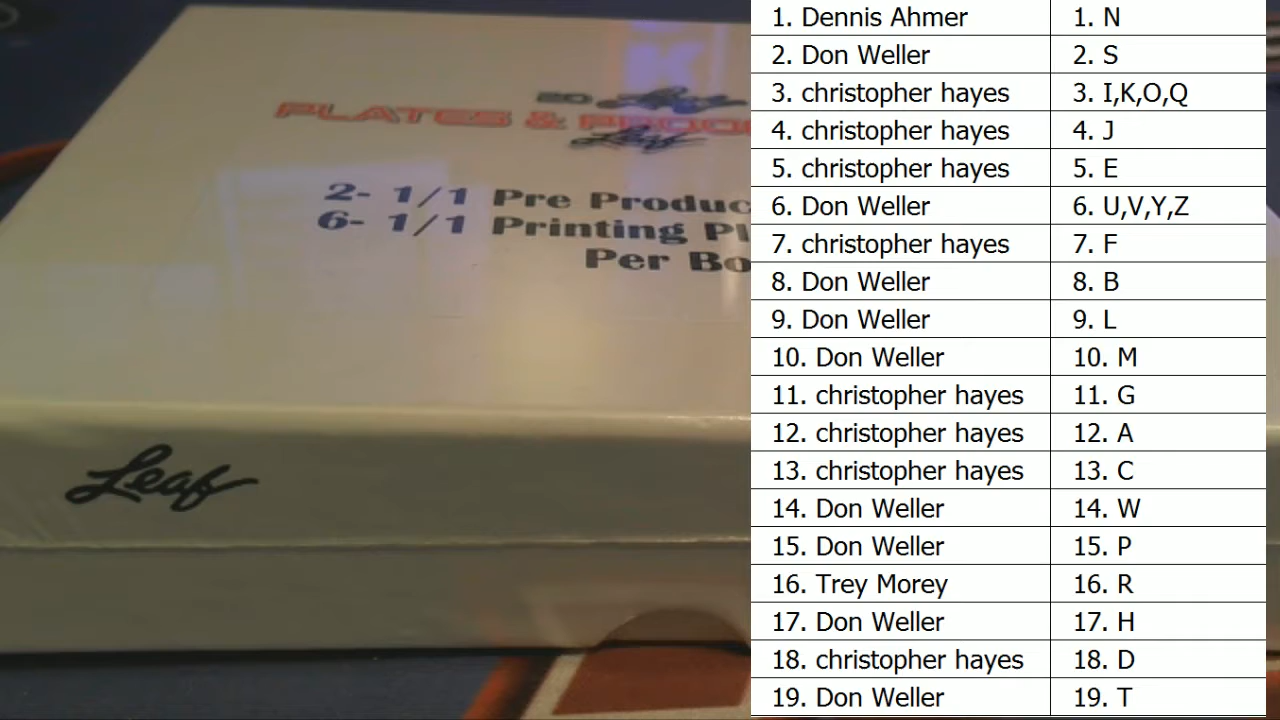 20 Leaf
PLATES &
Leaf
2- 1/1 Pre
6- 1/1 Printing
Per
Leaf
1. Dennis Ahmer 1. N
2. Don Weller 2. S
3. christopher hayes 3. I,K,O,Q
4. christopher hayes 4. J
5. christopher hayes 5. E
6. Don Weller 6. U,V,Y,Z
7. christopher hayes 7. F
8. Don Weller 8. B
9. Don Weller 9. L
10. Don Weller 10. M
11. christopher hayes 11. G
12. christopher hayes 12. A
13. christopher hayes 13. C
14. Don Weller 14. W
15. Don Weller 15. P
16. Trey Morey 16. R
17. Don Weller 17. H
18. christopher hayes 18. D
19. Don Weller 19. T